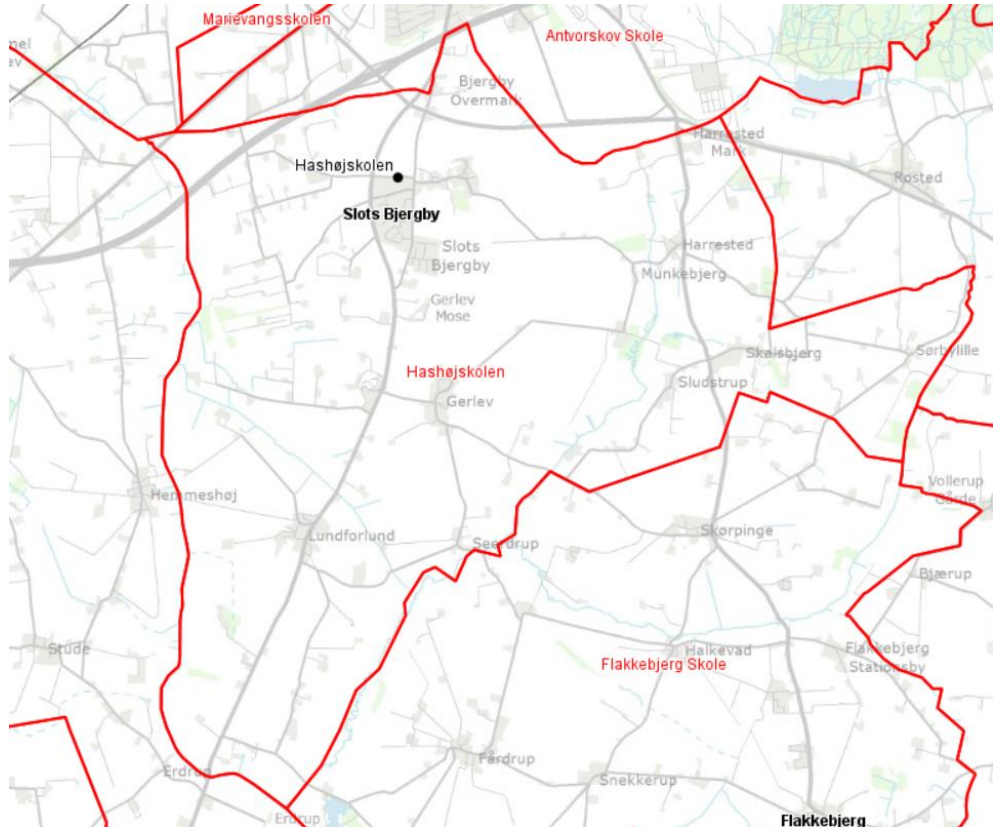 Marievangsskolen
Antvorskov Skole
Bjergby
Overmark
Harrested
Mark
Hashøjskolen
Rosted
Slots Bjergby
Slots
Bjergby
Harrested
Munkebjerg
Gerlev
Mose
Skalsbjerg
Sørbylille
Hashøjskolen
Sludstrup
Gerlev
Hemmeshøj
Vollerup
Gårde
Lundforlund
Skørpinge
Seerdrup
Bjærup
Stude
Halkevad
Flakkebjerg
Stationsby
Flakkebjerg Skole
Fårdrup
Erdrup
Snekkerup
Erdrup
Flakkebjerg